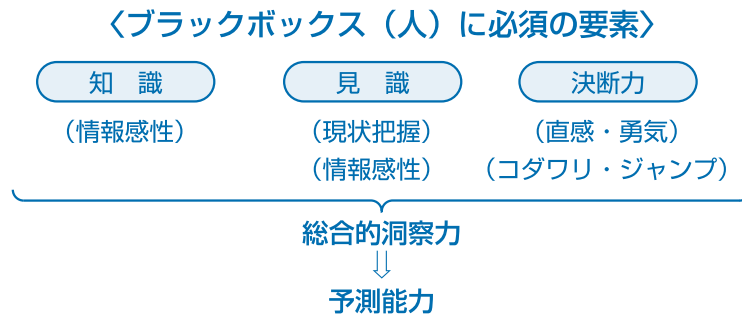 〈ブラックボックス（人）に必須の要素〉
知　識　見　識　決断力
（情報感性）　（現状把握）　（直感・勇気）
（情報感性）　（コダワリ・ジャンプ）
総合的洞察力
予測能力